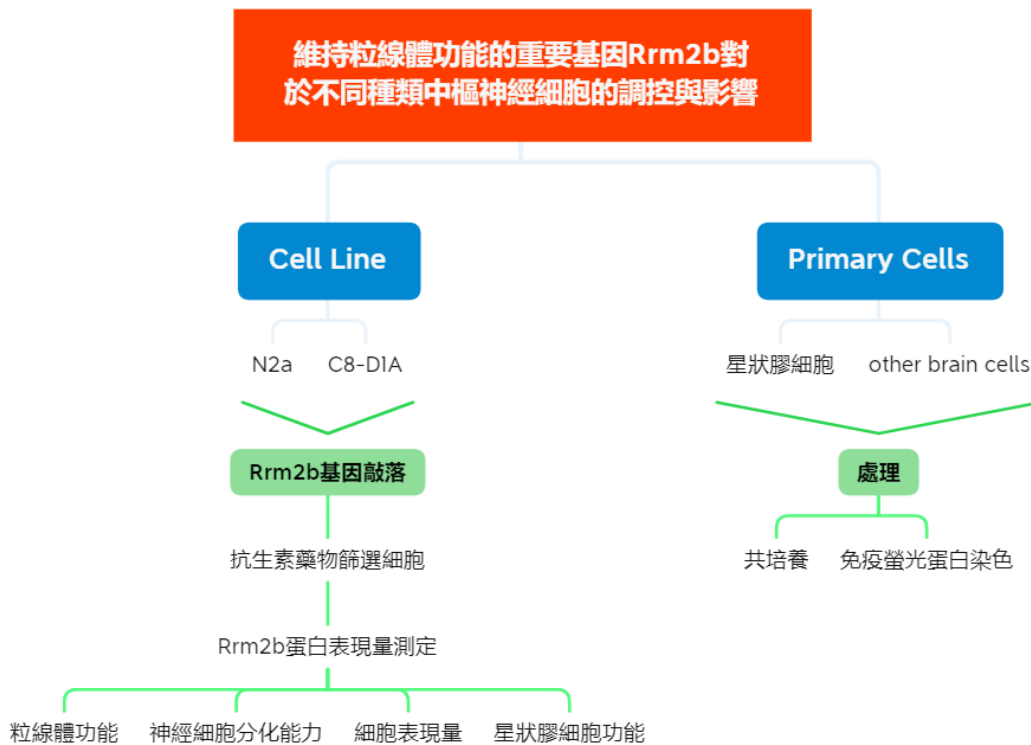 維持粒線體功能的重要基因Rrm2b對
於不同種類中樞神經細胞的調控與影響
Cell Line
Primary Cells
N2a
C8-D1A
星狀膠細胞
other brain cells
Rrm2b基因敲落
處理
抗生素藥物篩選細胞
共培養
免疫螢光蛋白染色
Rrm2b蛋白表現量測定
粒線體功能
神經細胞分化能力
細胞表現量
星狀膠細胞功能